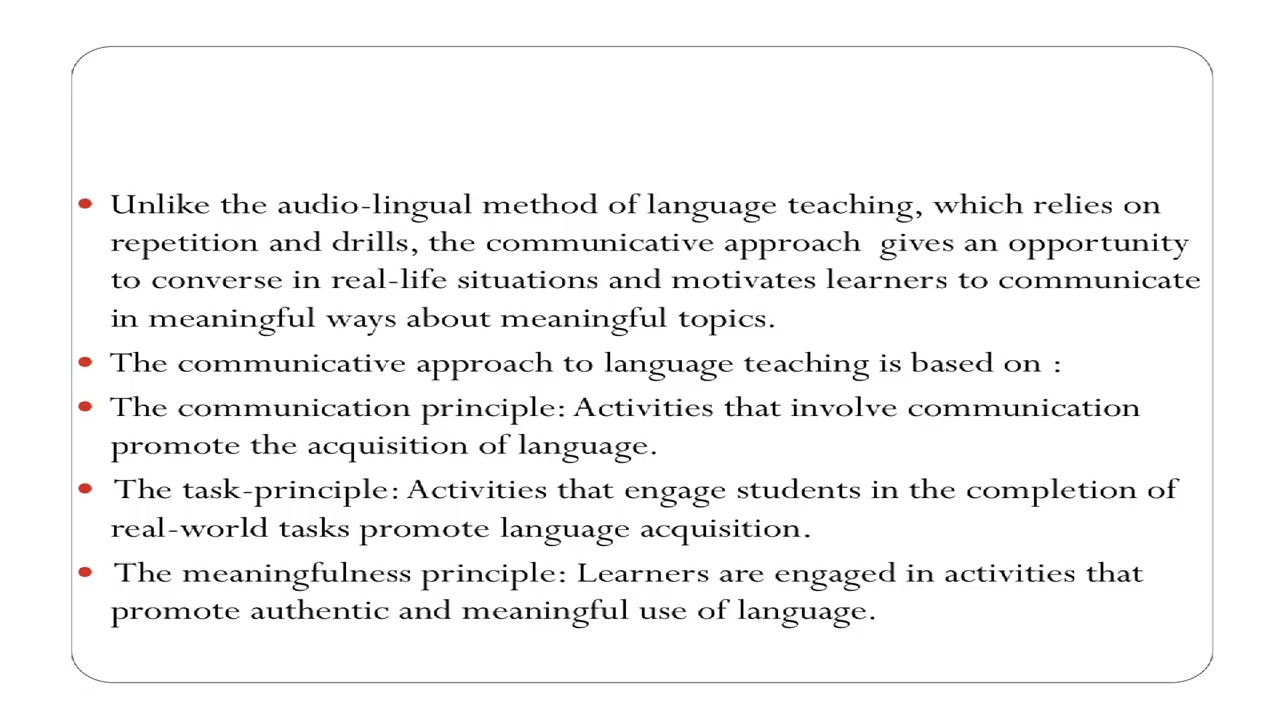 • Unlike the audio-lingual method of language teaching, which relies on
repetition and drills, the communicative approach  gives an opportunity
to converse in real-life situations and motivates learners to communicate
in meaningful ways about meaningful topics.
• The communicative approach to language teaching is based on :
• The communication principle: Activities that involve communication
promote the acquisition of language.
• The task-principle: Activities that engage students in the completion of
real-world tasks promote language acquisition.
• The meaningfulness principle: Learners are engaged in activities that
promote authentic and meaningful use of language.